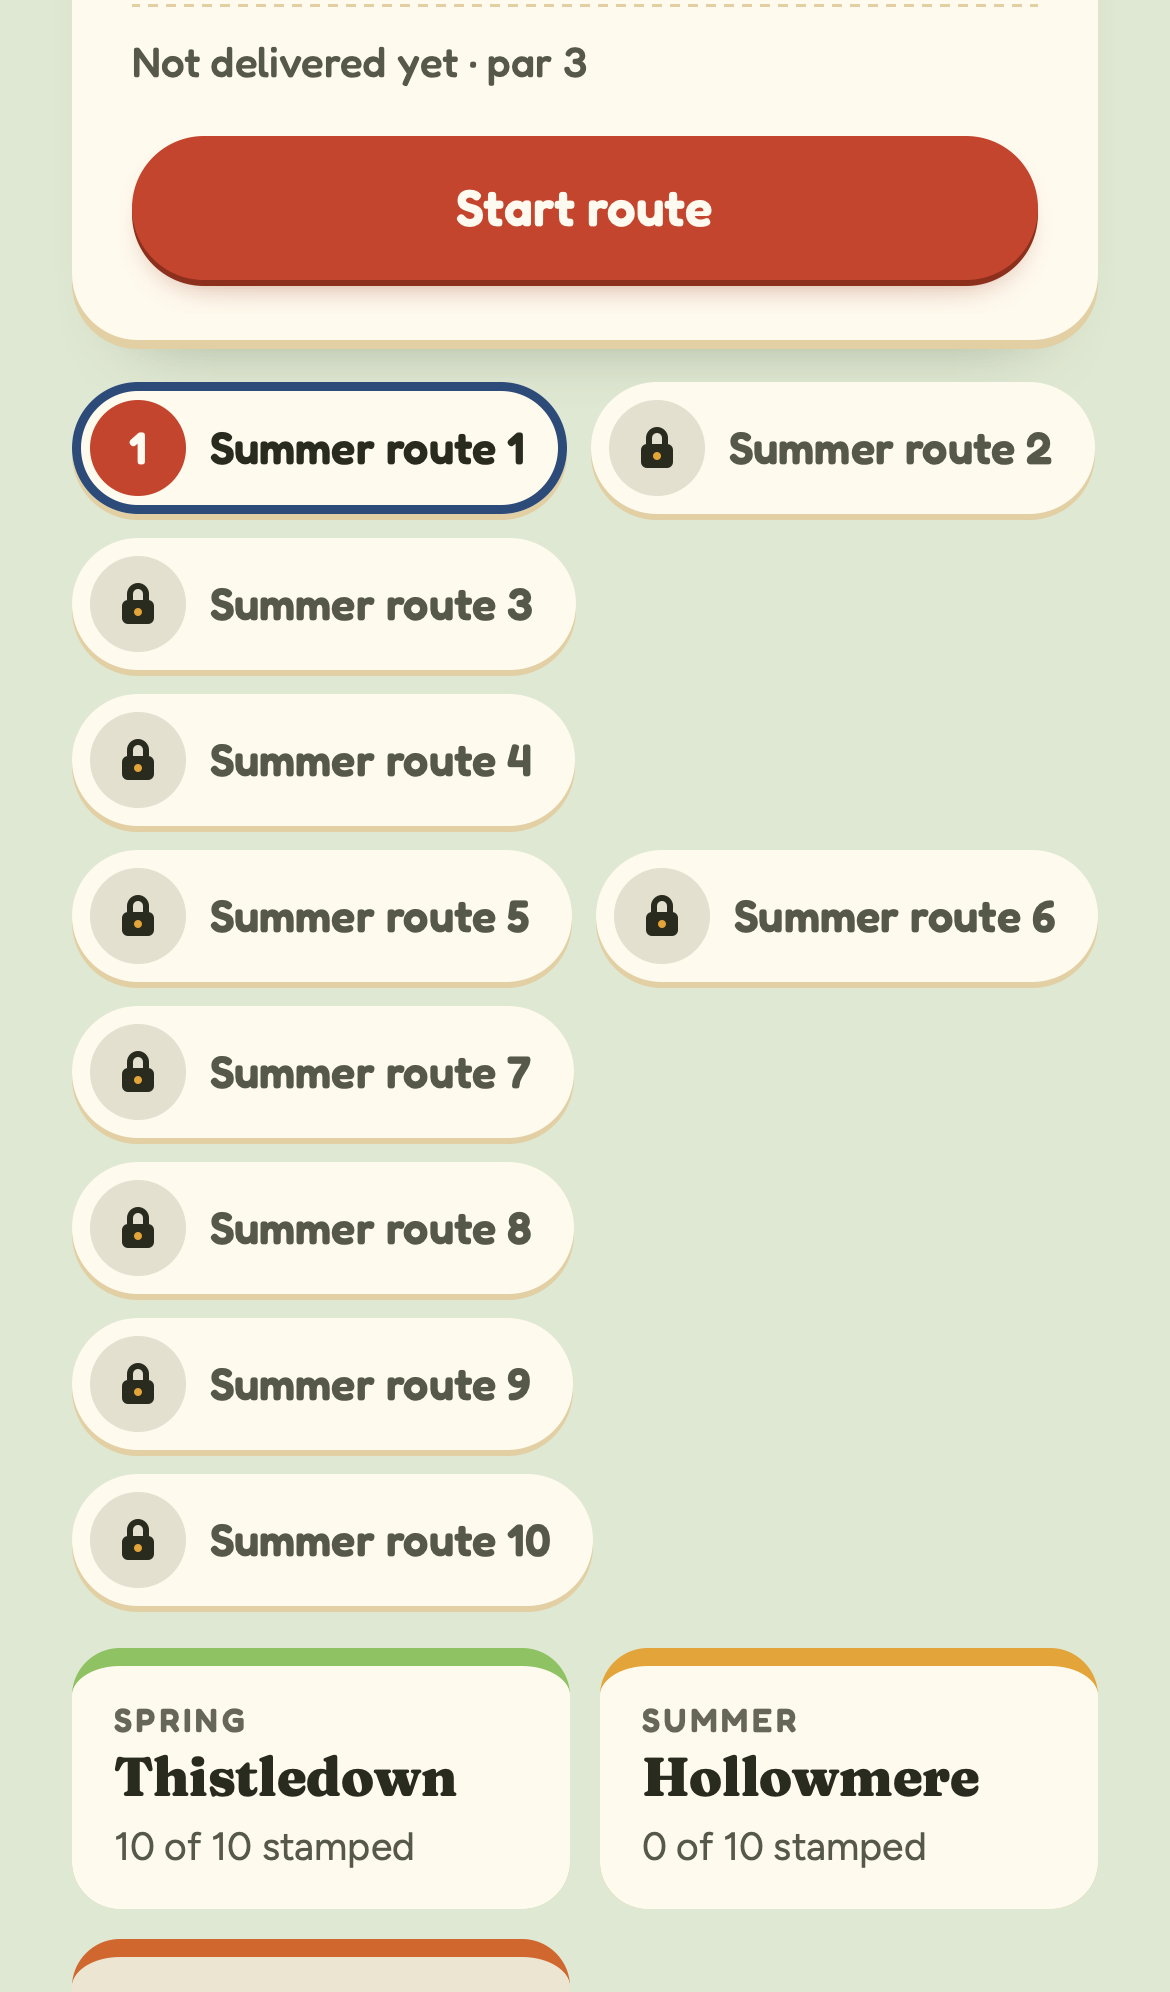 Not delivered yet · par 3
Start route
1 Summer route 1
Summer route 2
Summer route 3
Summer route 4
Summer route 5
Summer route 6
Summer route 7
Summer route 8
Summer route 9
Summer route 10
SPRING
Thistledown
10 of 10 stamped
SUMMER
Hollowmere
0 of 10 stamped